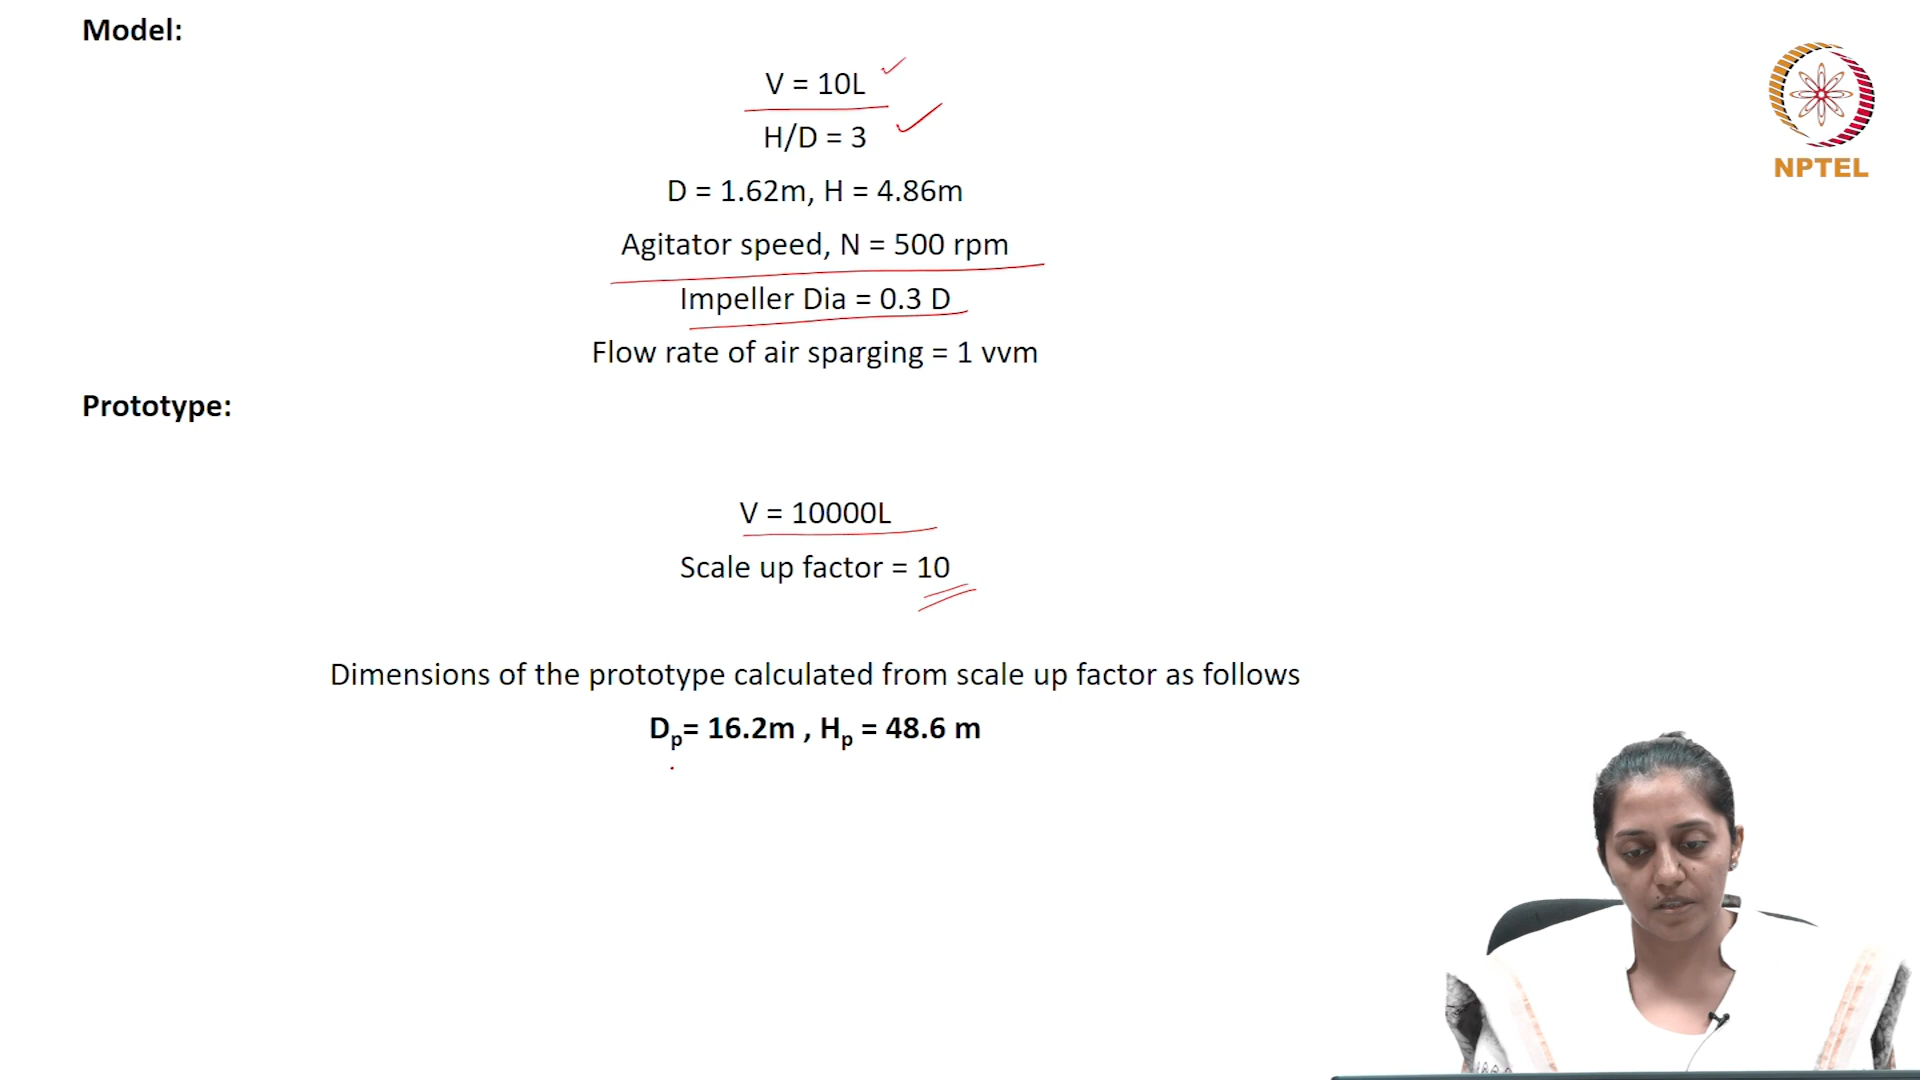 Model:
V = 10L
H/D = 3
D = 1.62m, H = 4.86m
Agitator speed, N = 500 rpm
Impeller Dia = 0.3 D
Flow rate of air sparging = 1 vvm
NPTEL
Prototype:
V = 10000L
Scale up factor = 10
Dimensions of the prototype calculated from scale up factor as follows
Dp= 16.2m , Hp = 48.6 m